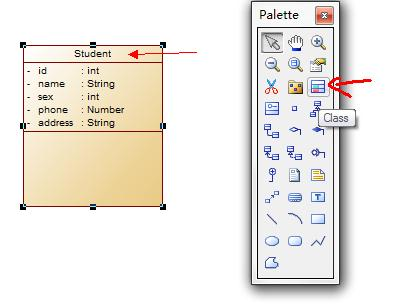 Student
- id : int
- name : String
- sex : int
- phone : Number
- address : String
Palette
Class
T